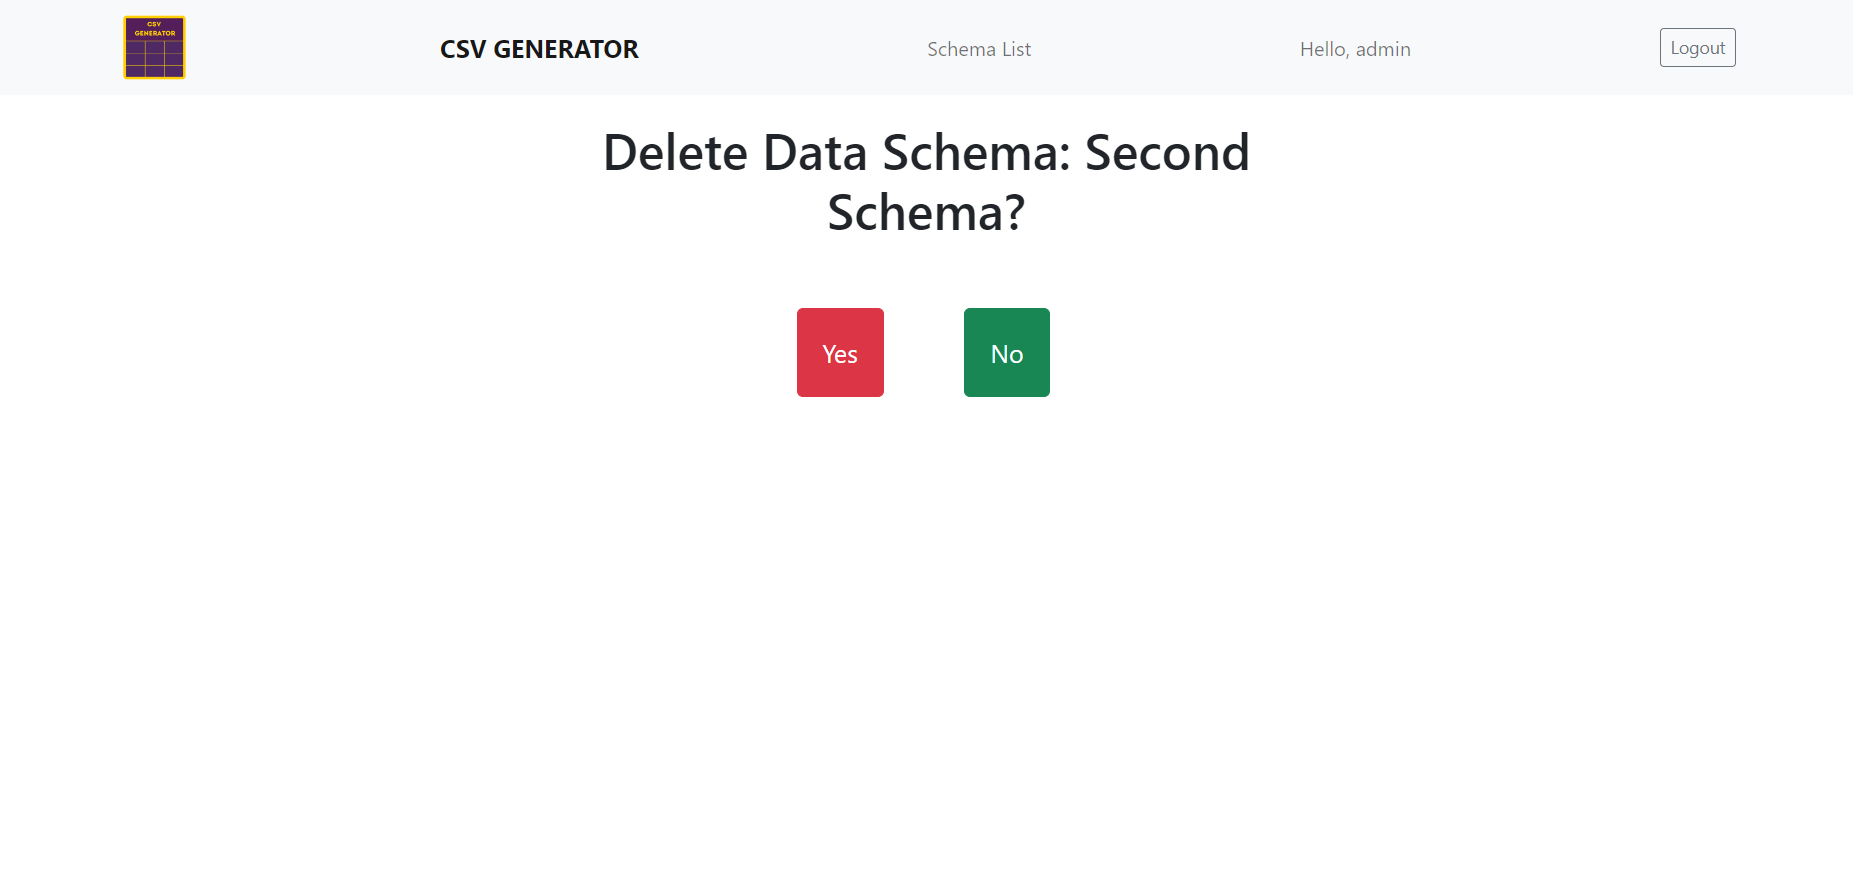 CSV
GENERATOR
CSV GENERATOR
Schema List
Hello, admin
Logout
Delete Data Schema: Second
Schema?
Yes
No